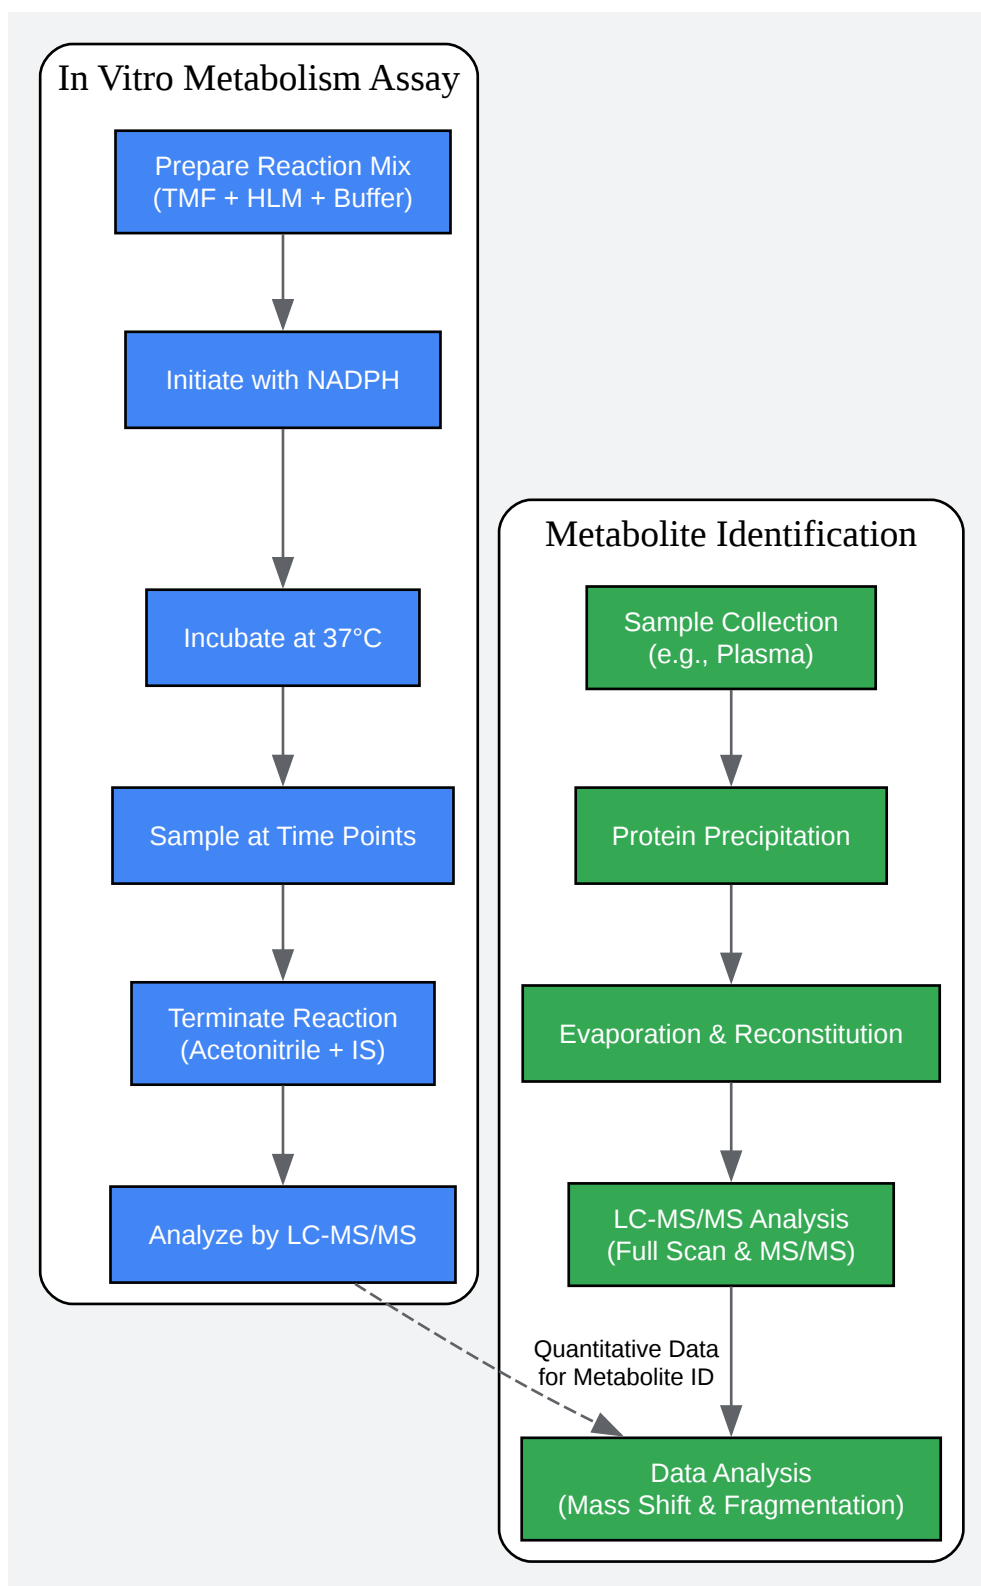 In Vitro Metabolism Assay
Prepare Reaction Mix
(TMF + HLM + Buffer)
Initiate with NADPH
Incubate at 37°C
Sample at Time Points
Terminate Reaction
(Acetonitrile + IS)
Analyze by LC-MS/MS
Metabolite Identification
Sample Collection
(e.g., Plasma)
Protein Precipitation
Evaporation & Reconstitution
LC-MS/MS Analysis
(Full Scan & MS/MS)
Quantitative Data
for Metabolite ID
Data Analysis
(Mass Shift & Fragmentation)